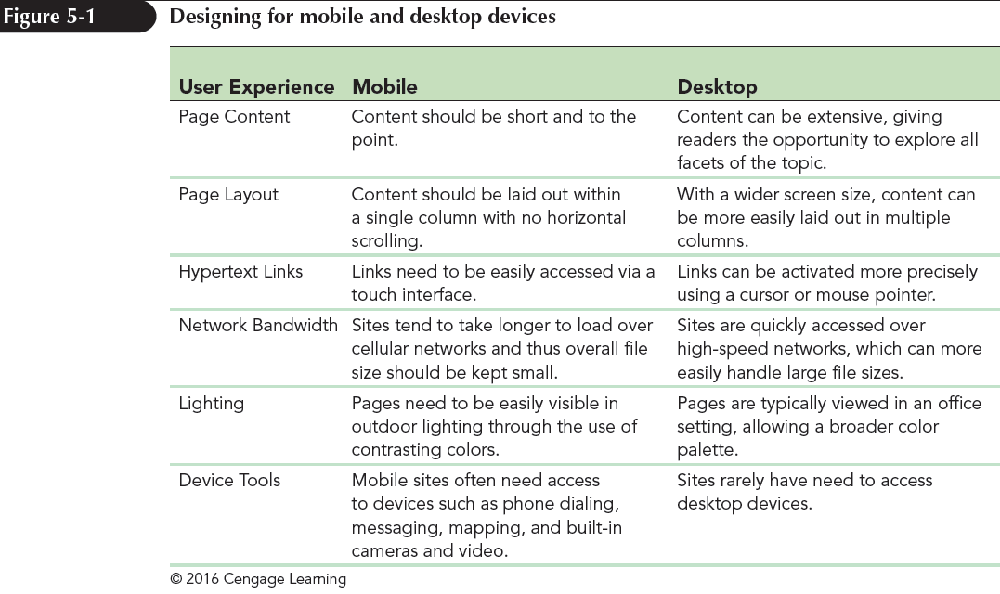 Figure 5-1 Designing for mobile and desktop devices
User Experience Mobile Desktop
Page Content Content should be short and to the Content can be extensive, giving
point. readers the opportunity to explore all
facets of the topic.
Page Layout Content should be laid out within With a wider screen size, content can
a single column with no horizontal be more easily laid out in multiple
scrolling. columns.
Hypertext Links Links need to be easily accessed via a Links can be activated more precisely
touch interface. using a cursor or mouse pointer.
Network Bandwidth Sites tend to take longer to load over Sites are quickly accessed over
cellular networks and thus overall file high-speed networks, which can more
size should be kept small. easily handle large file sizes.
Lighting Pages need to be easily visible in Pages are typically viewed in an office
outdoor lighting through the use of setting, allowing a broader color
contrasting colors. palette.
Device Tools Mobile sites often need access Sites rarely have need to access
to devices such as phone dialing, desktop devices.
messaging, mapping, and built-in
cameras and video.
© 2016 Cengage Learning